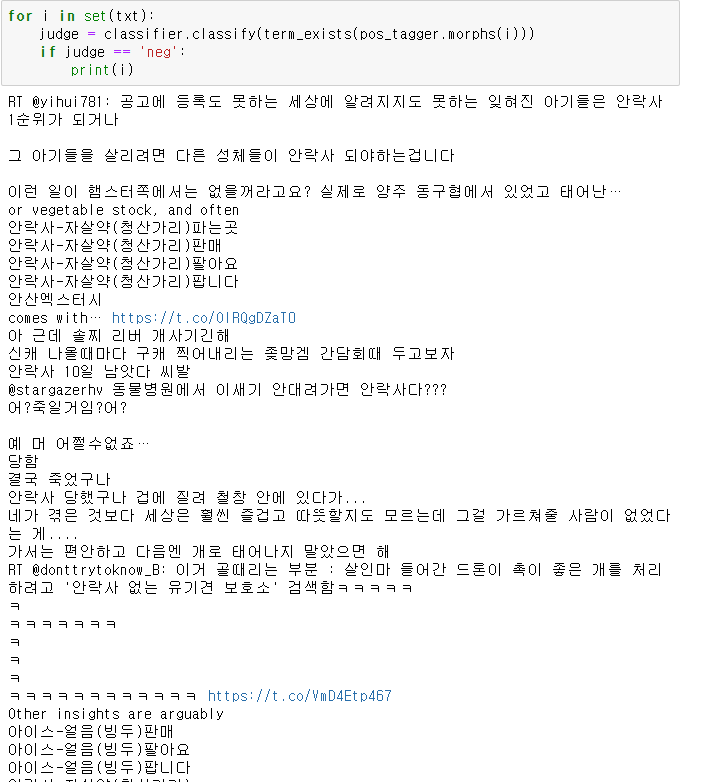 for i in set(txt):
    judge = classifier.classify(term_exists(pos_tagger.morphs(i)))
    if judge == 'neg':
        print(i)
RT @yihui781: 공고에 등록도 못하는 세상에 알려지지도 못하는 잊혀진 아기들은 안락사
1순위가 되거나
그 아기들을 살리려면 다른 성체들이 안락사 되야하는겁니다
이런 일이 햄스터쪽에서는 없을꺼라고요? 실제로 양주 동구협에서 있었고 태어난…
or vegetable stock, and often
안락사-자살약(청산가리)파는곳
안락사-자살약(청산가리)판매
안락사-자살약(청산가리)팔아요
안락사-자살약(청산가리)팝니다
안산엑스터시
comes with… https://t.co/OIRQgDZaTO
아 근데 솔찌 리버 개사기긴해
신캐 나올때마다 구캐 찍어내리는 좆망겜 간담회때 두고보자
안락사 10일 남았다 씨발
@stargazerhv 동물병원에서 이새기 안대려가면 안락사다???
어?죽일거임?어?
예 머 어쩔수없죠…
당함
결국 죽었구나
안락사 당했구나 겁에 질려 철창 안에 있다가...
네가 겪은 것보다 세상은 훨씬 즐겁고 따뜻할지도 모르는데 그걸 가르쳐줄 사람이 없었다
는 게....
가서는 편안하고 다음엔 개로 태어나지 말았으면 해
RT @donttrytoknow_B: 이거 골때리는 부분 : 살인마 들어간 드론이 촉이 좋은 개를 처리
하려고 '안락사 없는 유기견 보호소' 검색함ㅋㅋㅋㅋㅋ
ㅋ
ㅋㅋㅋㅋㅋㅋㅋ
ㅋ
ㅋ
ㅋ
ㅋㅋㅋㅋㅋㅋㅋㅋㅋㅋㅋㅋ https://t.co/VmD4Etp467
Other insights are arguably
아이스-얼음(빙두)판매
아이스-얼음(빙두)팔아요
아이스-얼음(빙두)팝니다